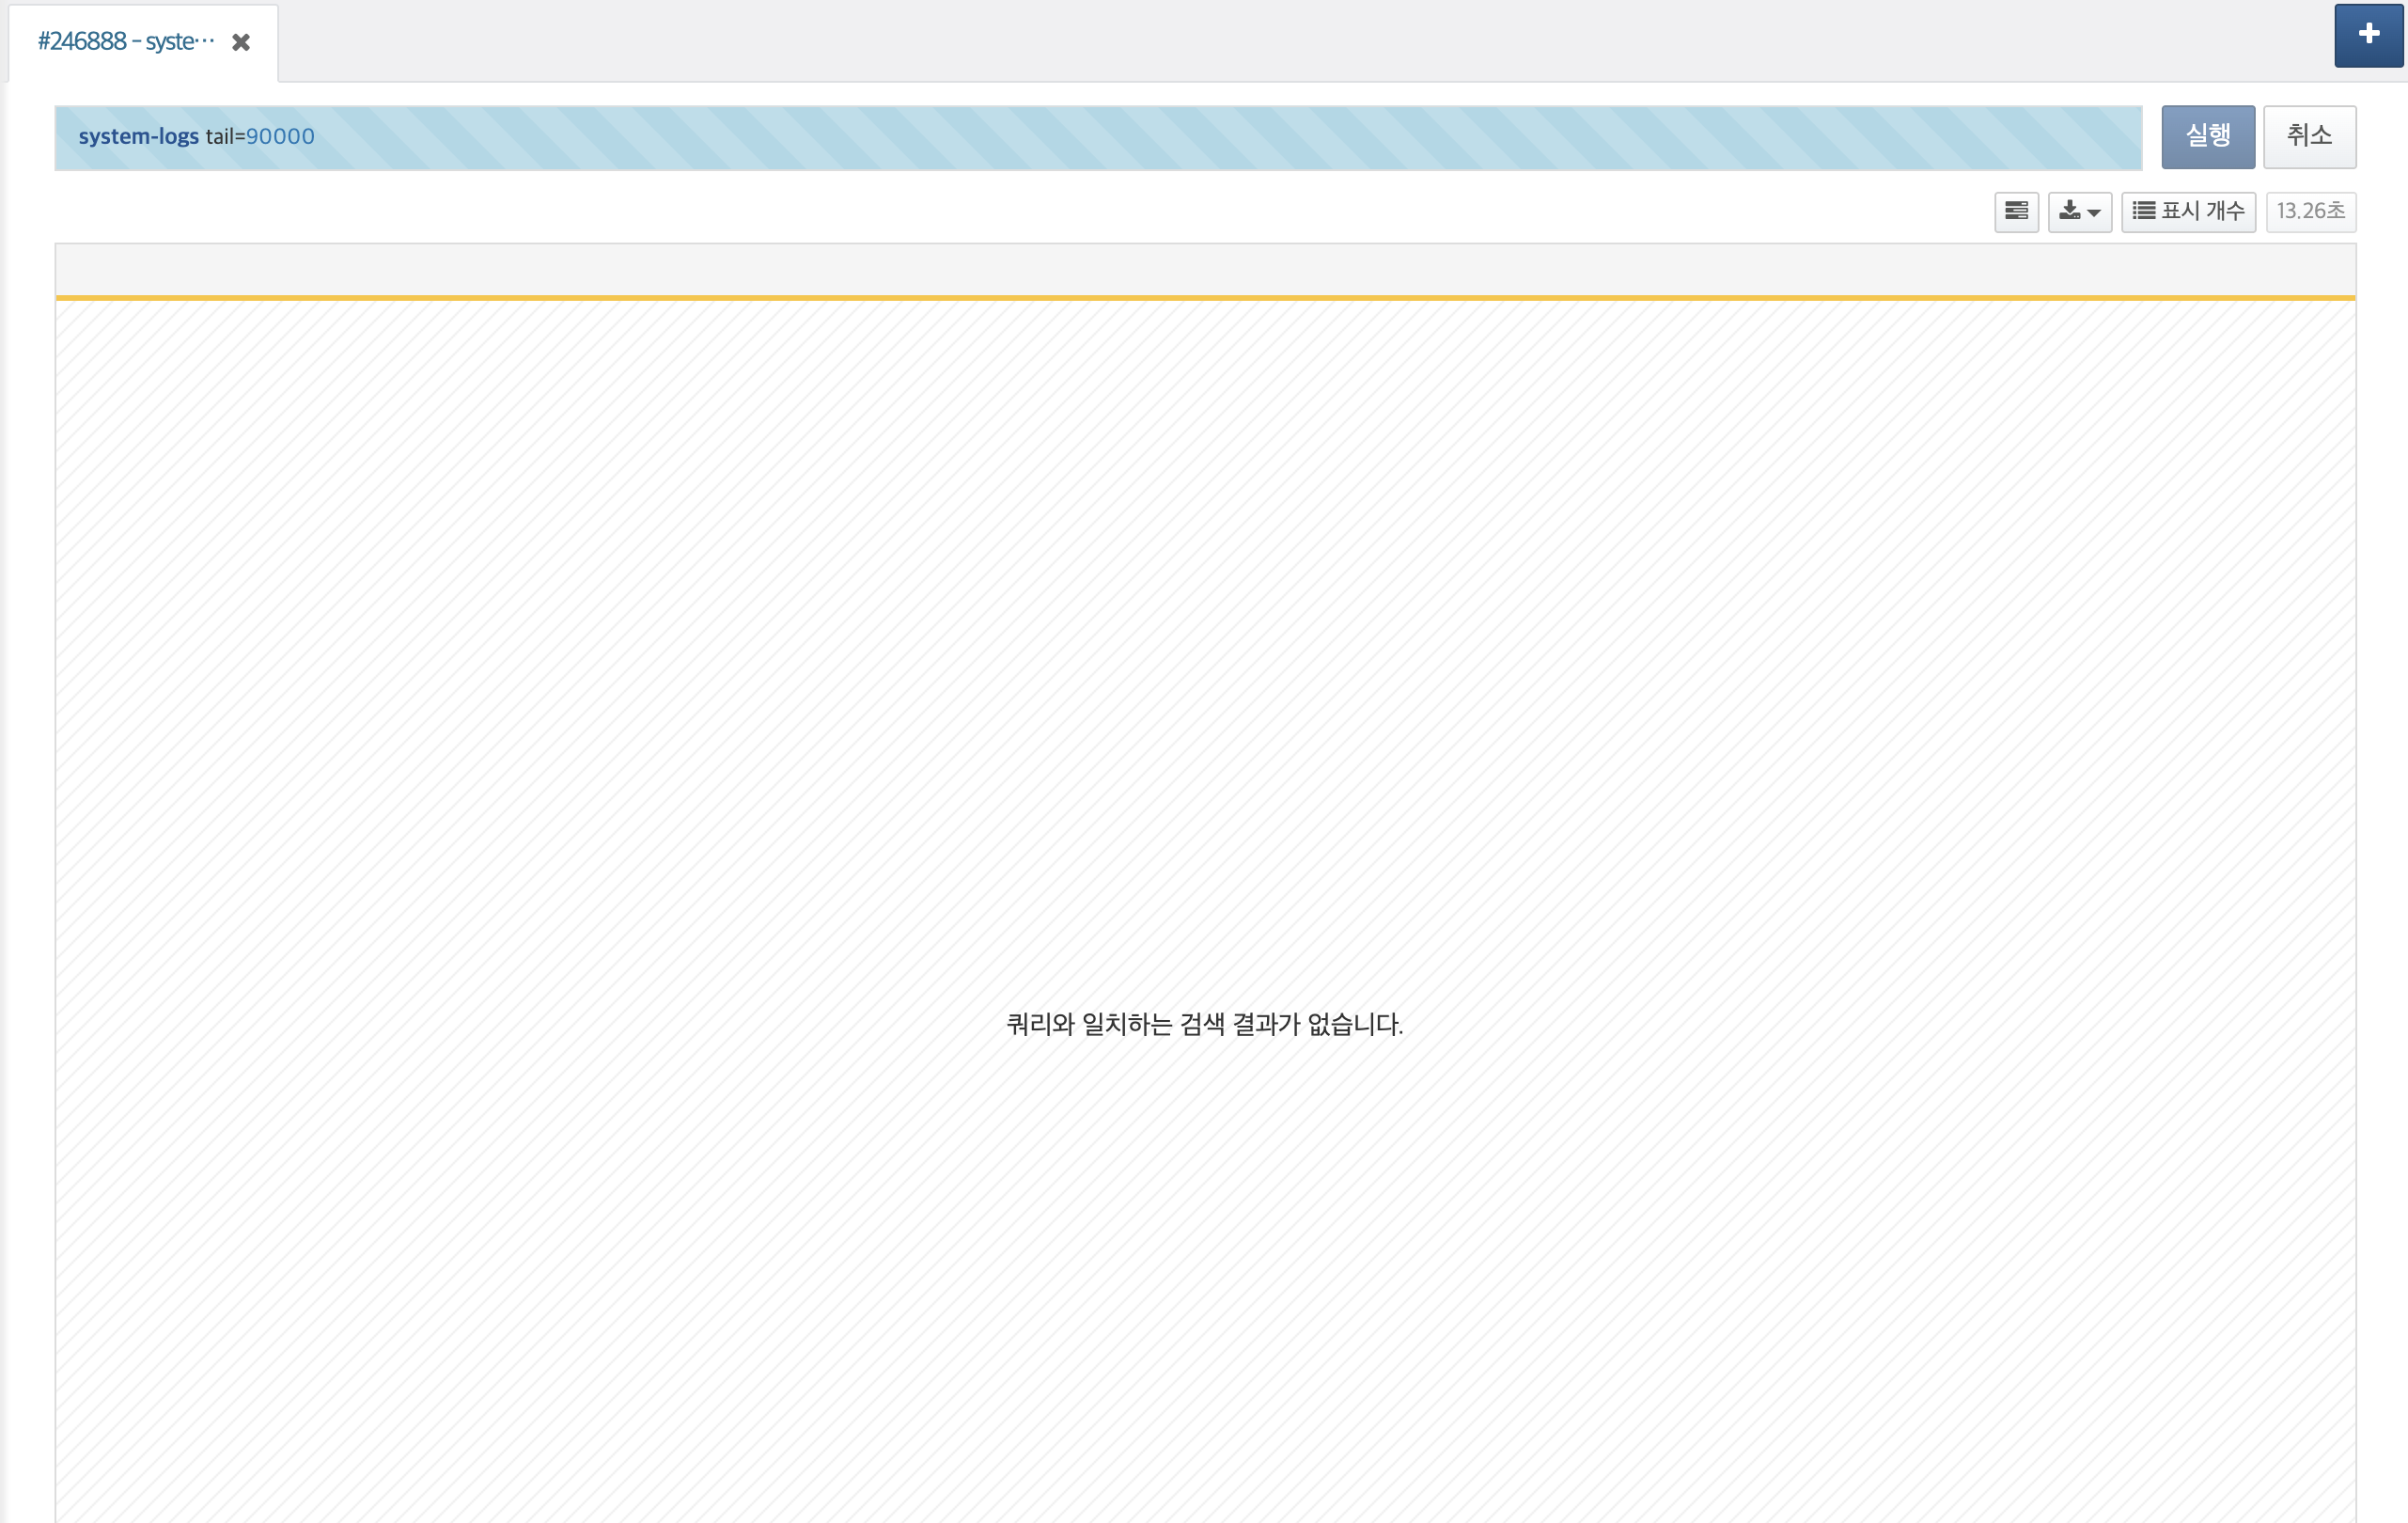 #246888 - syste···
system-logs tail=90000
실행
취소
표시 개수
13.26초
쿼리와 일치하는 검색 결과가 없습니다.